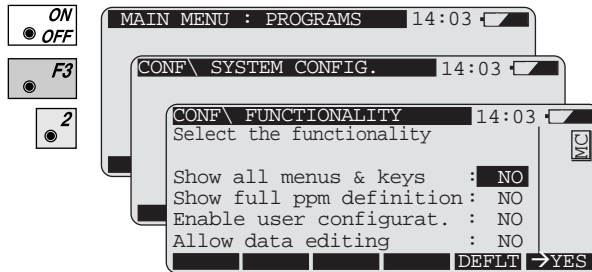 ON
OFF
F3
2
MAIN MENU : PROGRAMS 14:03
CONF\ SYSTEM CONFIG. 14:03
CONF\ FUNCTIONALITY 14:03
Select the functionality
MC
Show all menus & keys : NO
Show full ppm definition : NO
Enable user configurat. : NO
Allow data editing : NO
DEFLT →YES